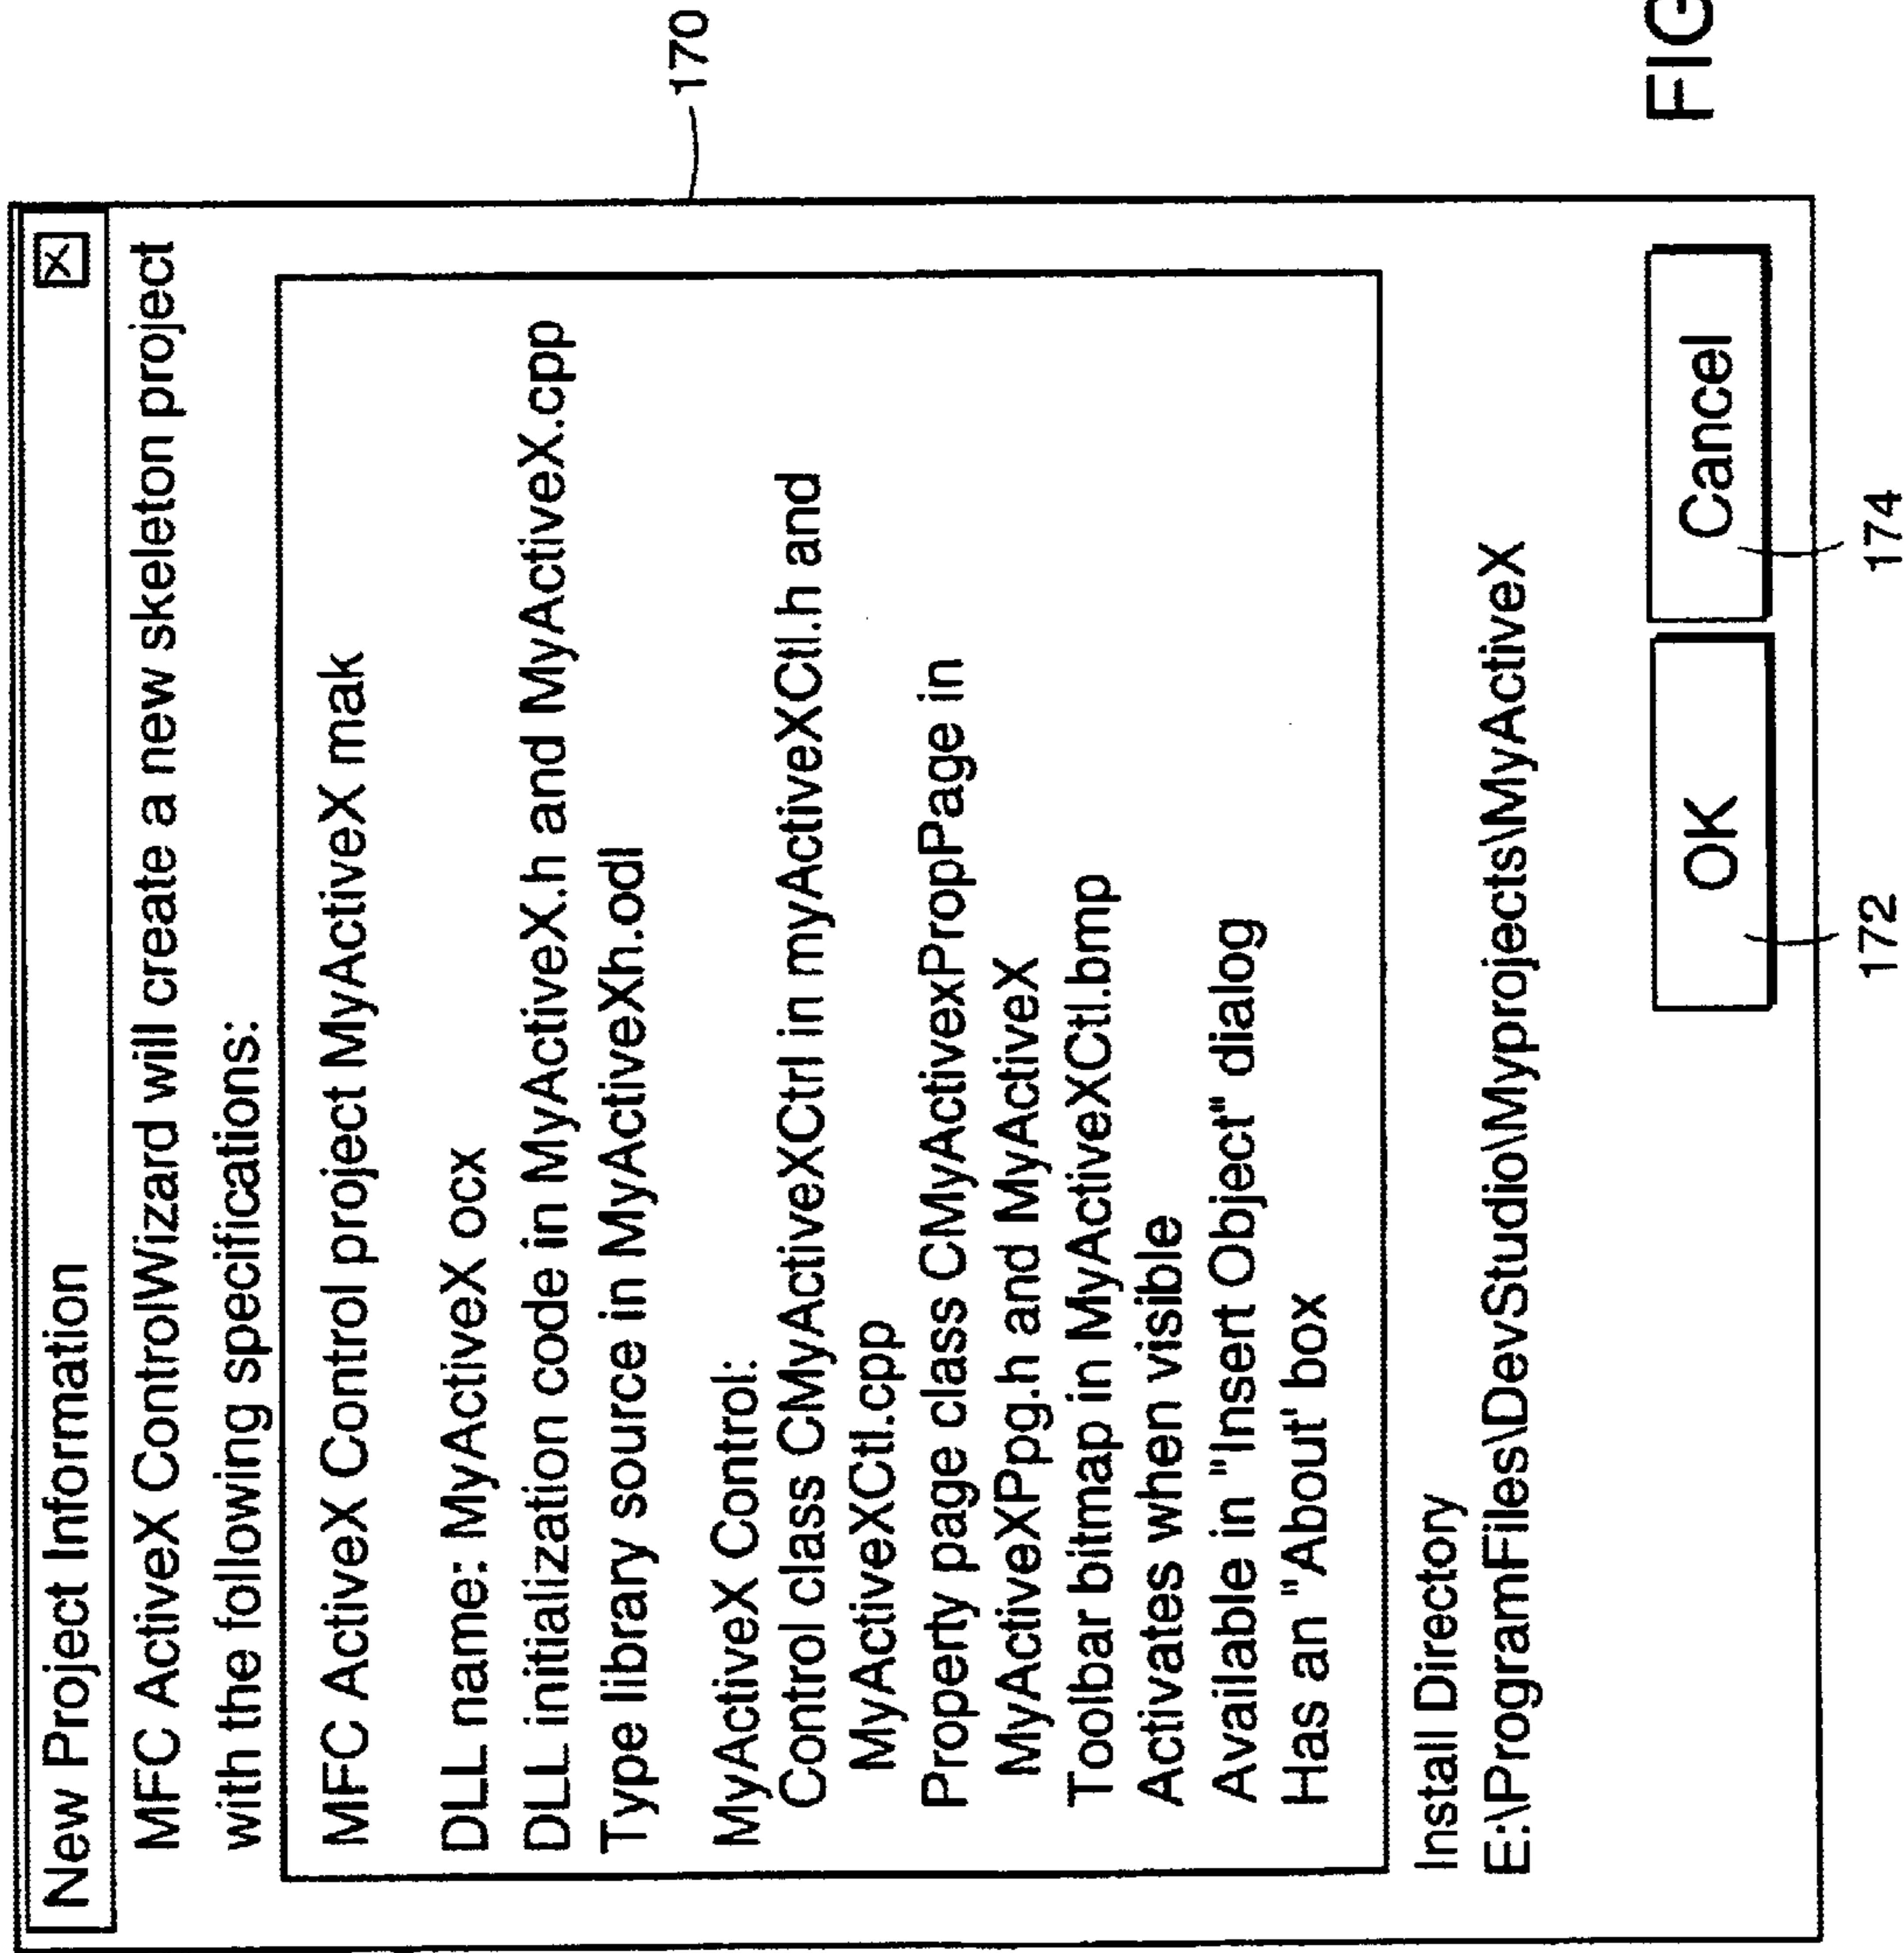 New Project Information X
MFC ActiveX ControlWizard will create a new skeleton project
with the following specifications:
MFC ActiveX Control project MyActiveX mak
DLL name: MyActiveX ocx
DLL initialization code in MyActiveX.h and MyActiveX.cpp
Type library source in MyActiveXh.odl
MyActiveX Control:
Control class CMyActiveXCtrl in myActiveXCtl.h and
MyActiveXCtl.cpp
Property page class CMyActivexPropPage in
MyActiveXPpg.h and MyActiveX
Toolbar bitmap in MyActiveXCtl.bmp
Activates when visible
Available in "Insert Object" dialog
Has an "About' box
Install Directory
E:\ProgramFiles\DevStudio\Myprojects\MyActiveX
OK Cancel
170
172
174
FIG